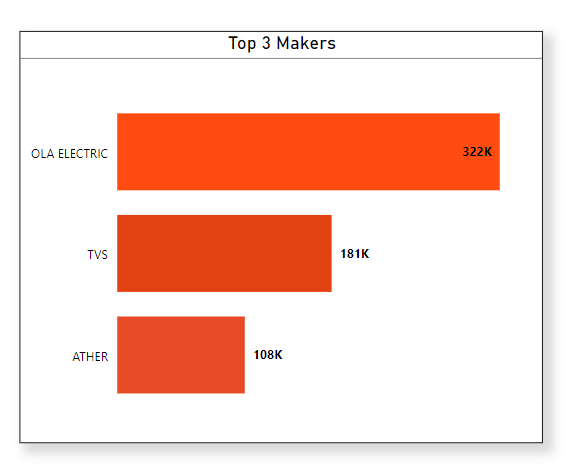 Top 3 Makers
OLA ELECTRIC 322K
TVS 181K
ATHER 108K